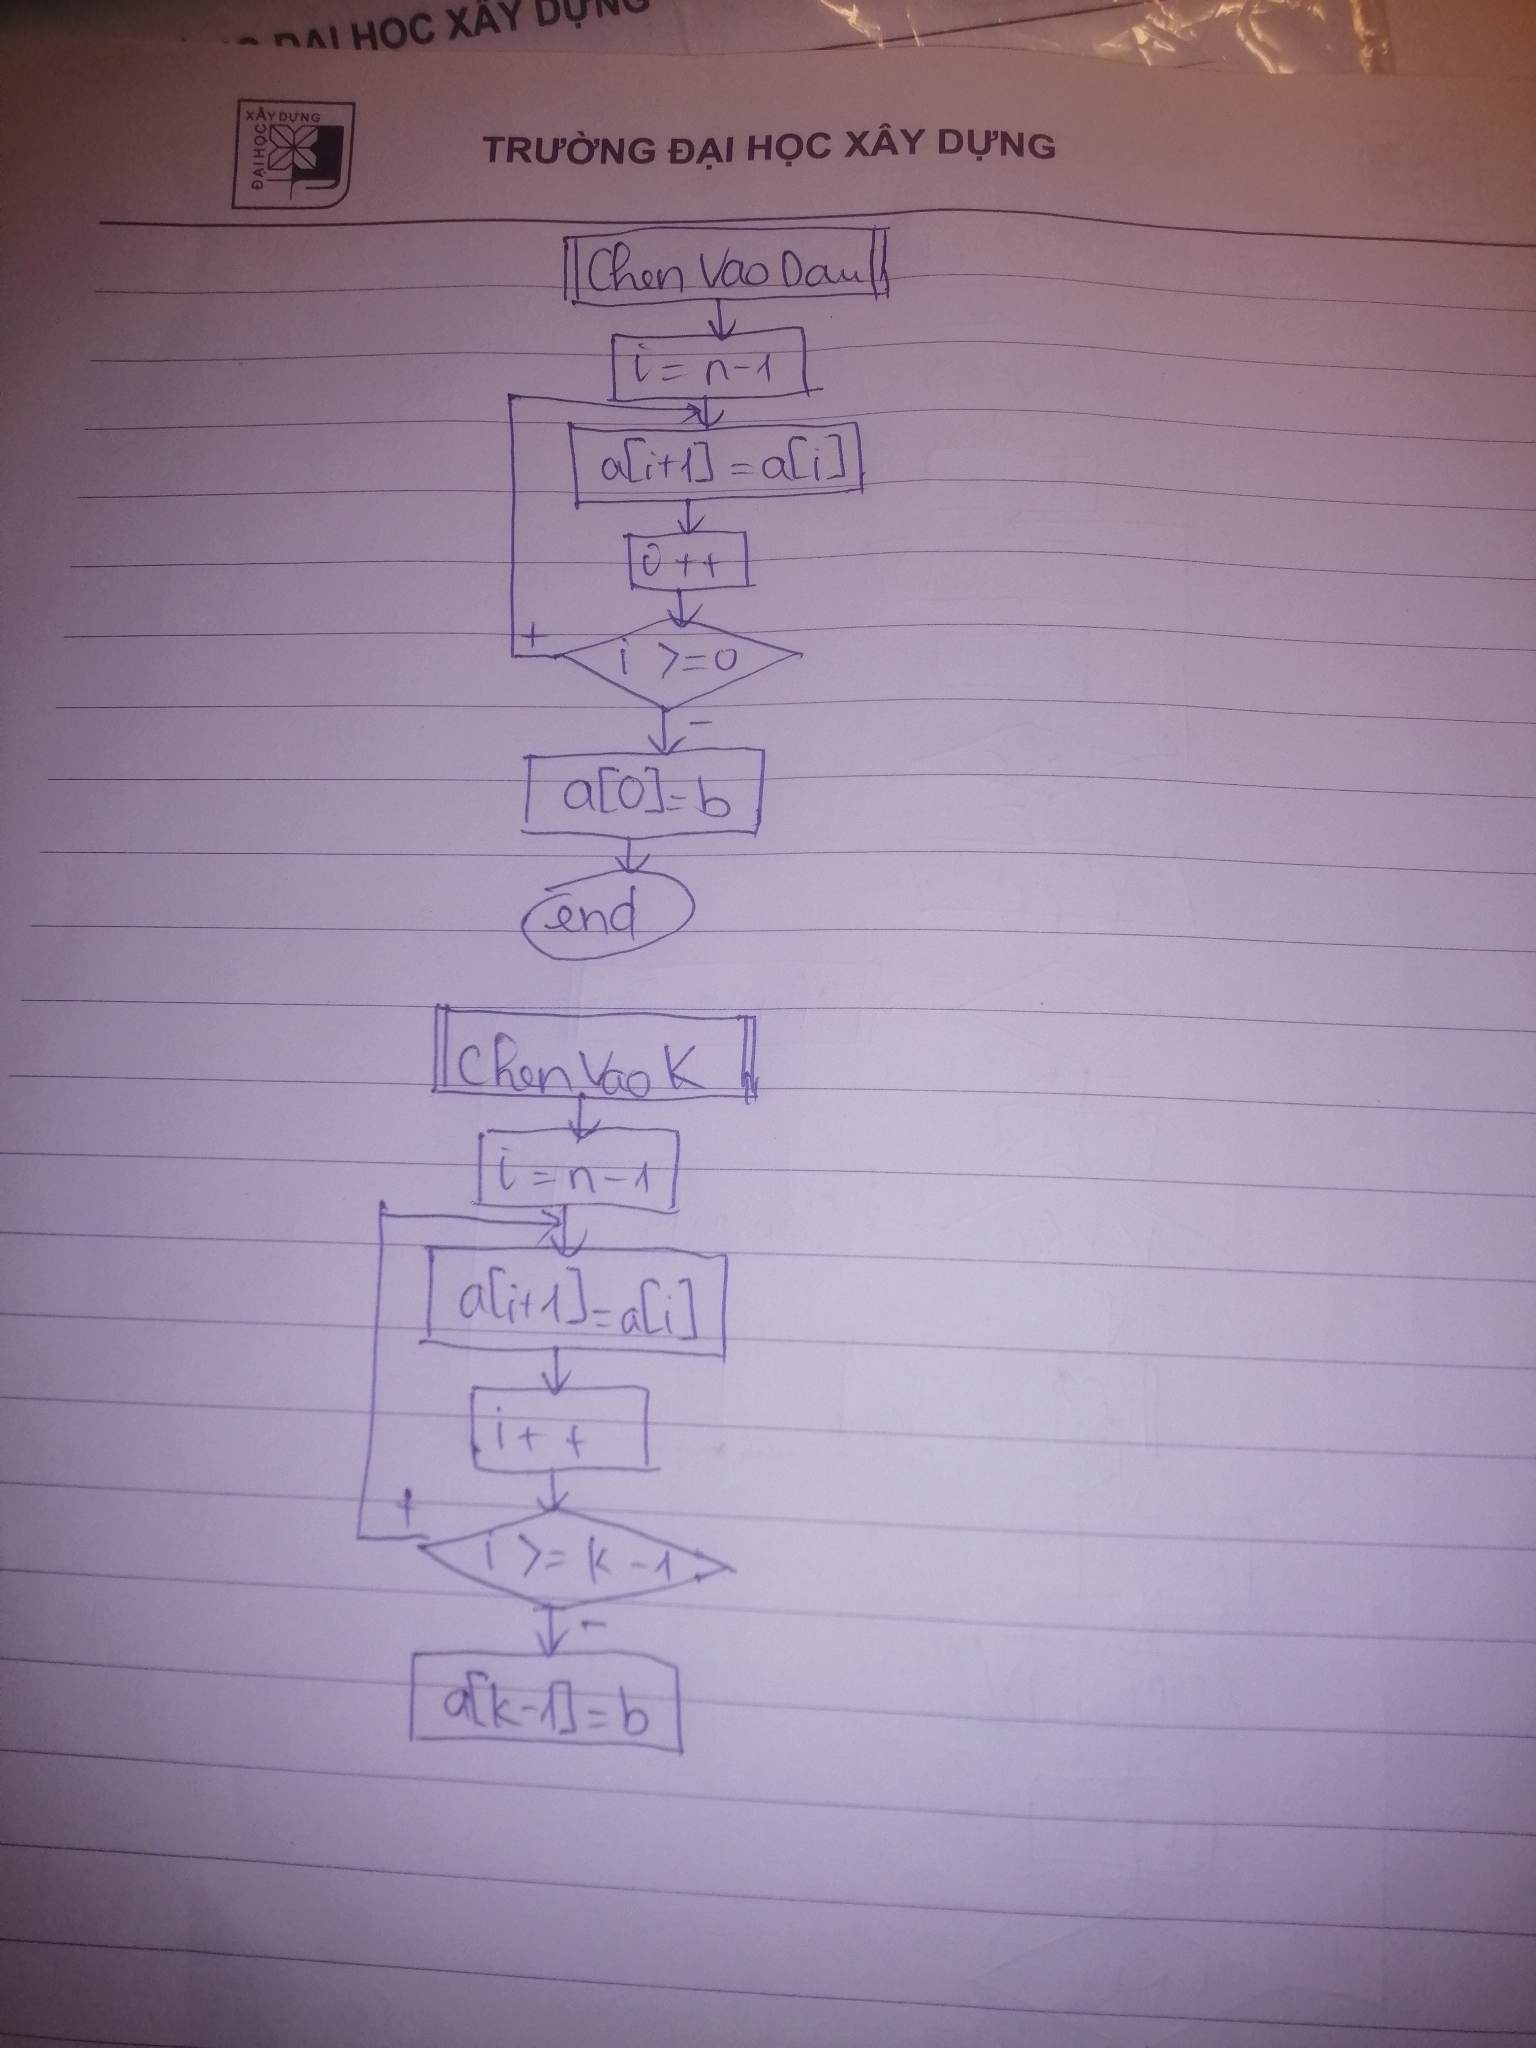 ĐẠI HỌC XÂY DỰNG
XÂY DỰNG
ĐẠI HỌC
TRƯỜNG ĐẠI HỌC XÂY DỰNG
Chen Vao Dau
i = n-1
a[i+1] = a[i]
0 ++
i >= 0
+
-
a[0] = b
end
Chen Vao K
i = n-1
a[i+1] = a[i]
i++
+
i >= k-1
-
a[k-1] = b